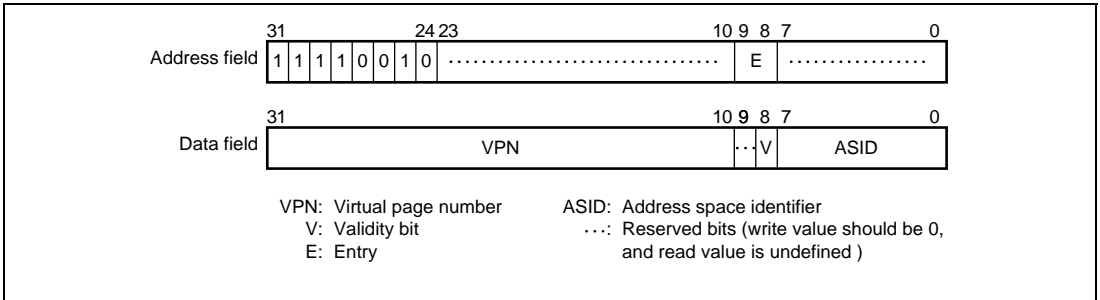 31 24 23 10 9 8 7 0
Address field 1 1 1 1 0 0 1 0 ................................ E .................
31 10 9 8 7 0
Data field VPN ... V ASID
VPN: Virtual page number ASID: Address space identifier
V: Validity bit ...: Reserved bits (write value should be 0,
E: Entry and read value is undefined )